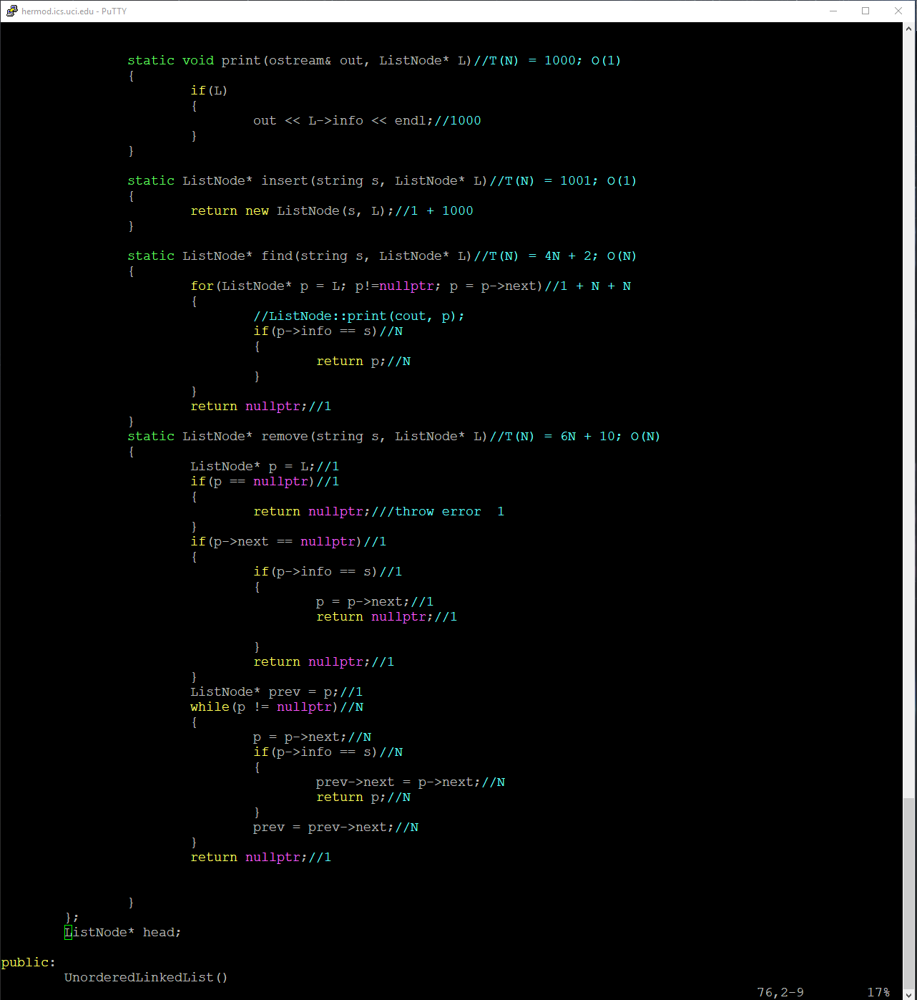 hermod.ics.uci.edu - PuTTY
static void print(ostream& out, ListNode* L)//T(N) = 1000; O(1)
{
if(L)
{
out << L->info << endl;//1000
}
}
static ListNode* insert(string s, ListNode* L)//T(N) = 1001; O(1)
{
return new ListNode(s, L);//1 + 1000
}
static ListNode* find(string s, ListNode* L)//T(N) = 4N + 2; O(N)
{
for(ListNode* p = L; p!=nullptr; p = p->next)//1 + N + N
{
//ListNode::print(cout, p);
if(p->info == s)//N
{
return p;//N
}
}
return nullptr;//1
}
static ListNode* remove(string s, ListNode* L)//T(N) = 6N + 10; O(N)
{
ListNode* p = L;//1
if(p == nullptr)//1
{
return nullptr;///throw error  1
}
if(p->next == nullptr)//1
{
if(p->info == s)//1
{
p = p->next;//1
return nullptr;//1
}
return nullptr;//1
}
ListNode* prev = p;//1
while(p != nullptr)//N
{
p = p->next;//N
if(p->info == s)//N
{
prev->next = p->next;//N
return p;//N
}
prev = prev->next;//N
}
return nullptr;//1
}
};
ListNode* head;
public:
UnorderedLinkedList()
76,2-9 17%